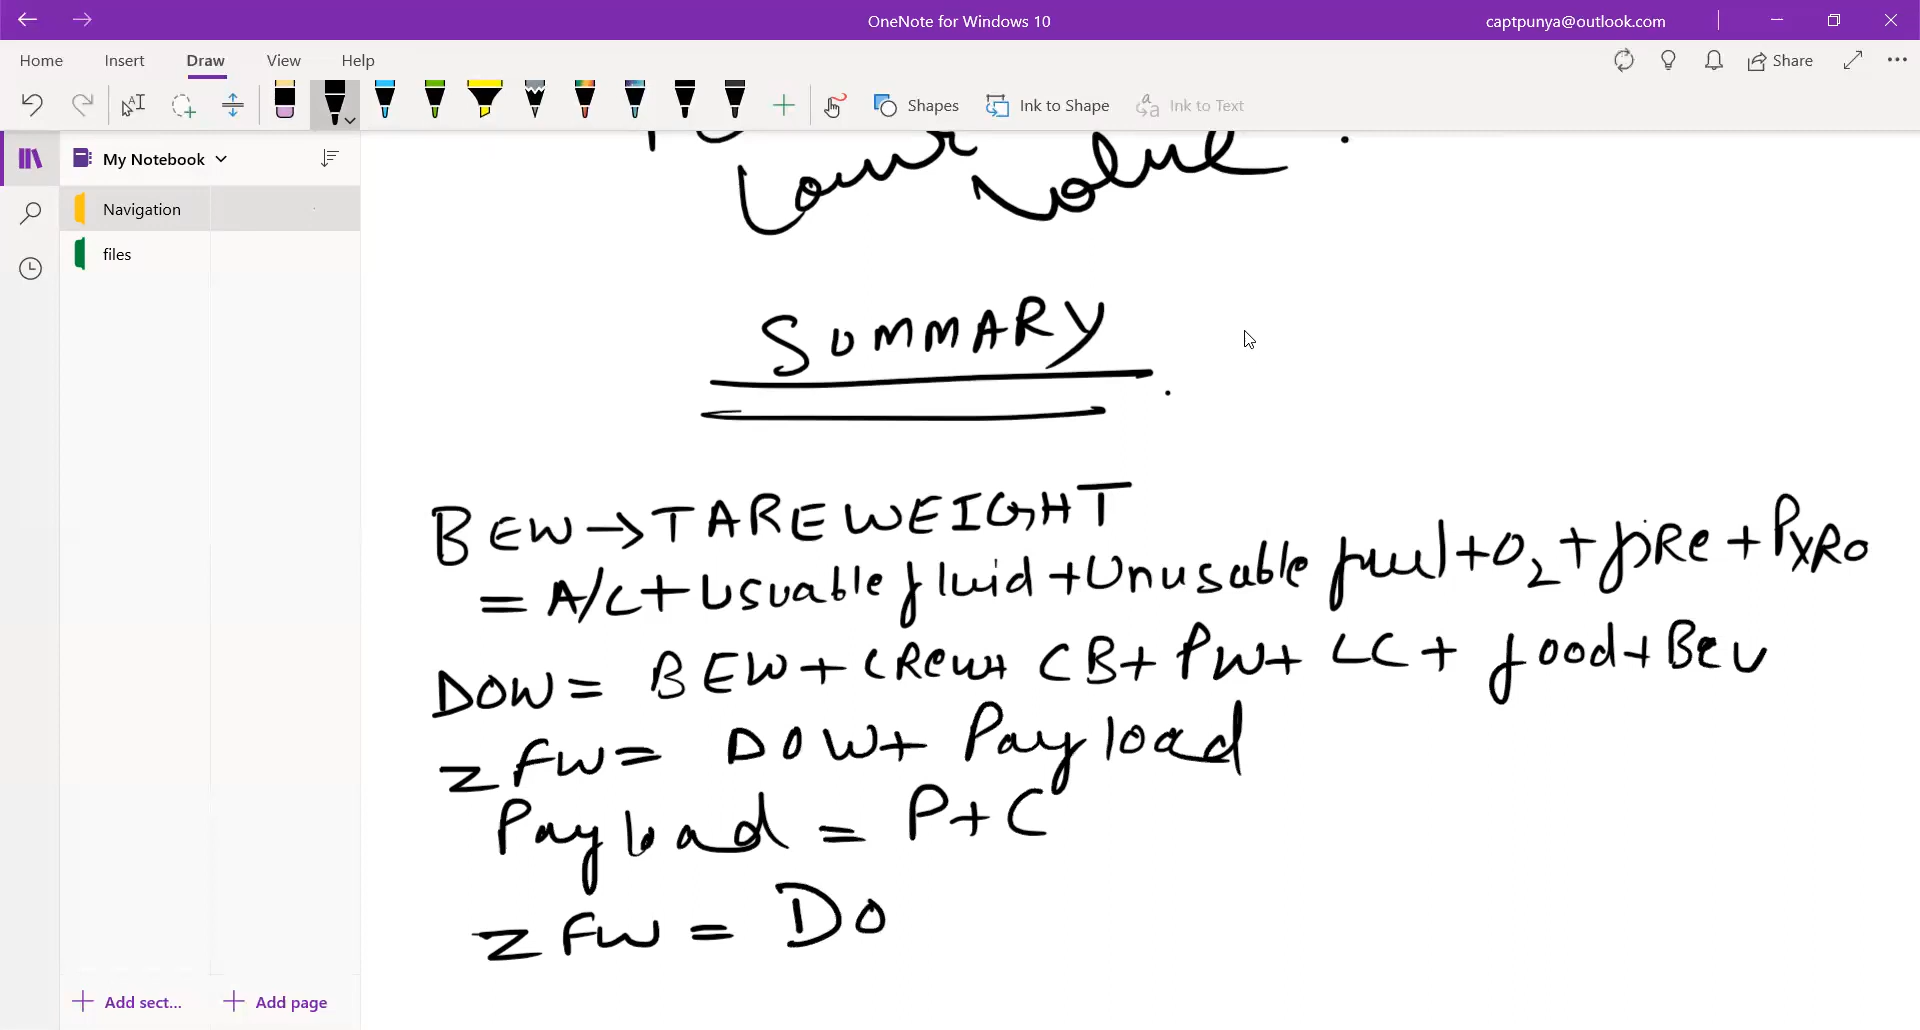 OneNote for Windows 10
captpunya@outlook.com
Home Insert Draw View Help
Share
Shapes
Ink to Shape
Ink to Text
My Notebook
Navigation
files
Lower value.
SUMMARY
BEW → TAREWEIGHT
= A/C + Usuable fluid + Unusable fuel + O2 + fire + PYRO
DOW = BEW + CREW + CB + PW + LC + food + Bev
ZFW = DOW + Payload
Payload = P + C
ZFW = DO
Add sect...
Add page